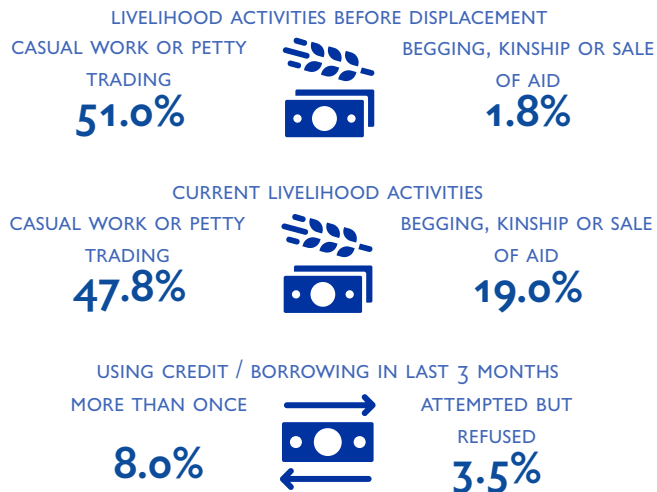 LIVELIHOOD ACTIVITIES BEFORE DISPLACEMENT
CASUAL WORK OR PETTY
TRADING
51.0%
BEGGING, KINSHIP OR SALE
OF AID
1.8%
CURRENT LIVELIHOOD ACTIVITIES
CASUAL WORK OR PETTY
TRADING
47.8%
BEGGING, KINSHIP OR SALE
OF AID
19.0%
USING CREDIT / BORROWING IN LAST 3 MONTHS
MORE THAN ONCE
8.0%
ATTEMPTED BUT
REFUSED
3.5%